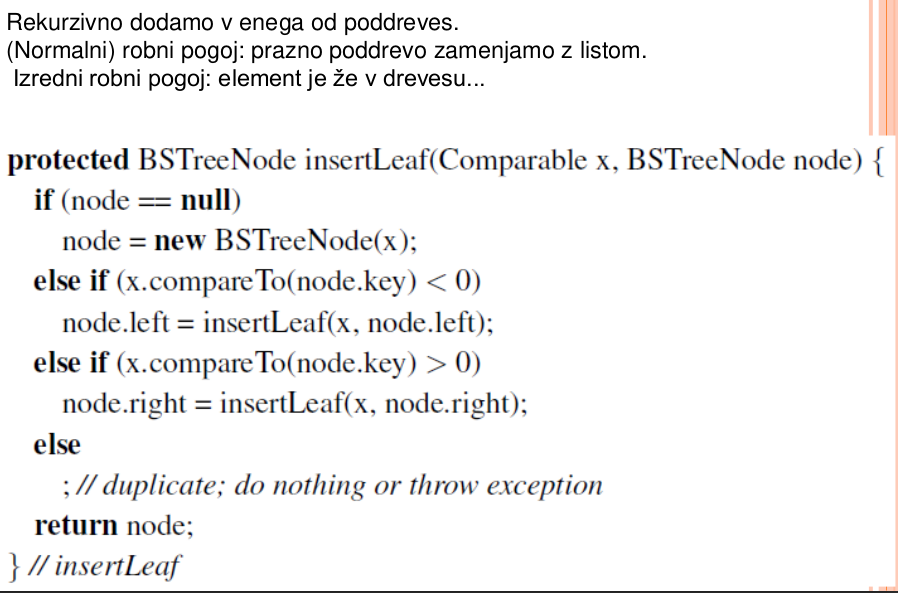 Rekurzivno dodamo v enega od poddreves.
(Normalni) robni pogoj: prazno poddrevo zamenjamo z listom.
Izredni robni pogoj: element je že v drevesu...
protected BSTreeNode insertLeaf(Comparable x, BSTreeNode node) {
if (node == null)
node = new BSTreeNode(x);
else if (x.compareTo(node.key) < 0)
node.left = insertLeaf(x, node.left);
else if (x.compareTo(node.key) > 0)
node.right = insertLeaf(x, node.right);
else
; // duplicate; do nothing or throw exception
return node;
} // insertLeaf